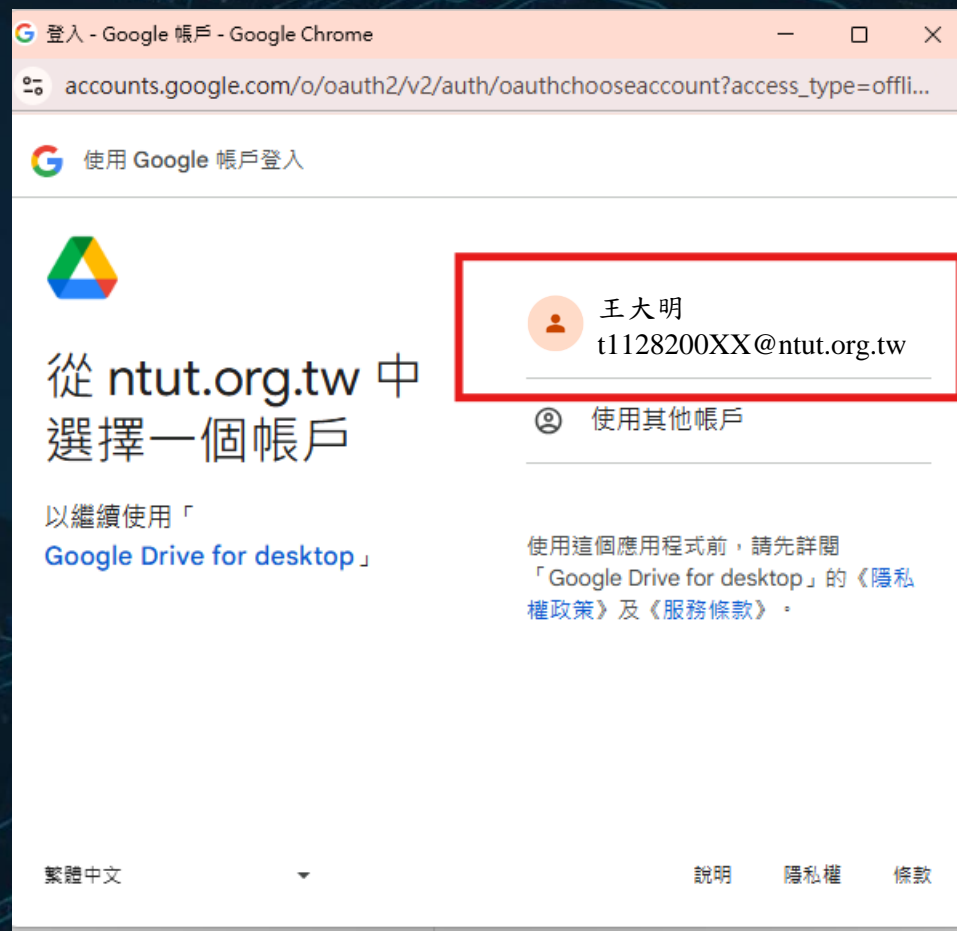 登入 - Google 帳戶 - Google Chrome
accounts.google.com/o/oauth2/v2/auth/oauthchooseaccount?access_type=offli...
使用 Google 帳戶登入
從 ntut.org.tw 中
選擇一個帳戶
以繼續使用「
Google Drive for desktop」
王大明
t1128200XX@ntut.org.tw
使用其他帳戶
使用這個應用程式前，請先詳閱
「Google Drive for desktop」的《隱私
權政策》及《服務條款》。
繁體中文
說明
隱私權
條款